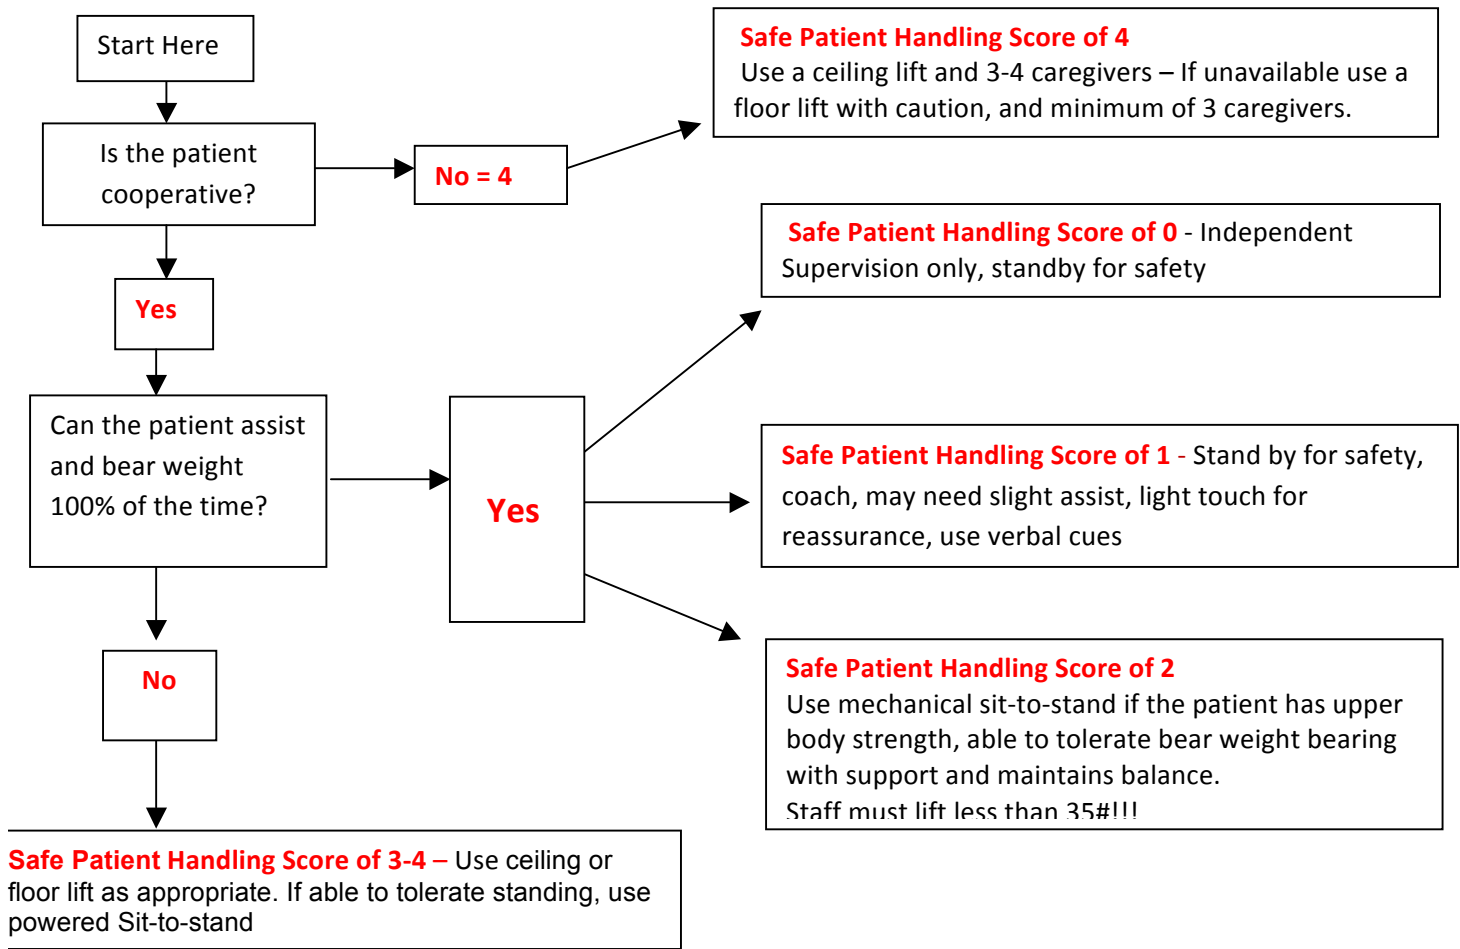 Start Here
Safe Patient Handling Score of 4
Use a ceiling lift and 3-4 caregivers – If unavailable use a
floor lift with caution, and minimum of 3 caregivers.
Is the patient
cooperative?
No = 4
Safe Patient Handling Score of 0 - Independent
Supervision only, standby for safety
Yes
Can the patient assist
and bear weight
100% of the time?
Yes
Safe Patient Handling Score of 1 - Stand by for safety,
coach, may need slight assist, light touch for
reassurance, use verbal cues
No
Safe Patient Handling Score of 2
Use mechanical sit-to-stand if the patient has upper
body strength, able to tolerate bear weight bearing
with support and maintains balance.
Staff must lift less than 35#!!!
Safe Patient Handling Score of 3-4 – Use ceiling or
floor lift as appropriate. If able to tolerate standing, use
powered Sit-to-stand